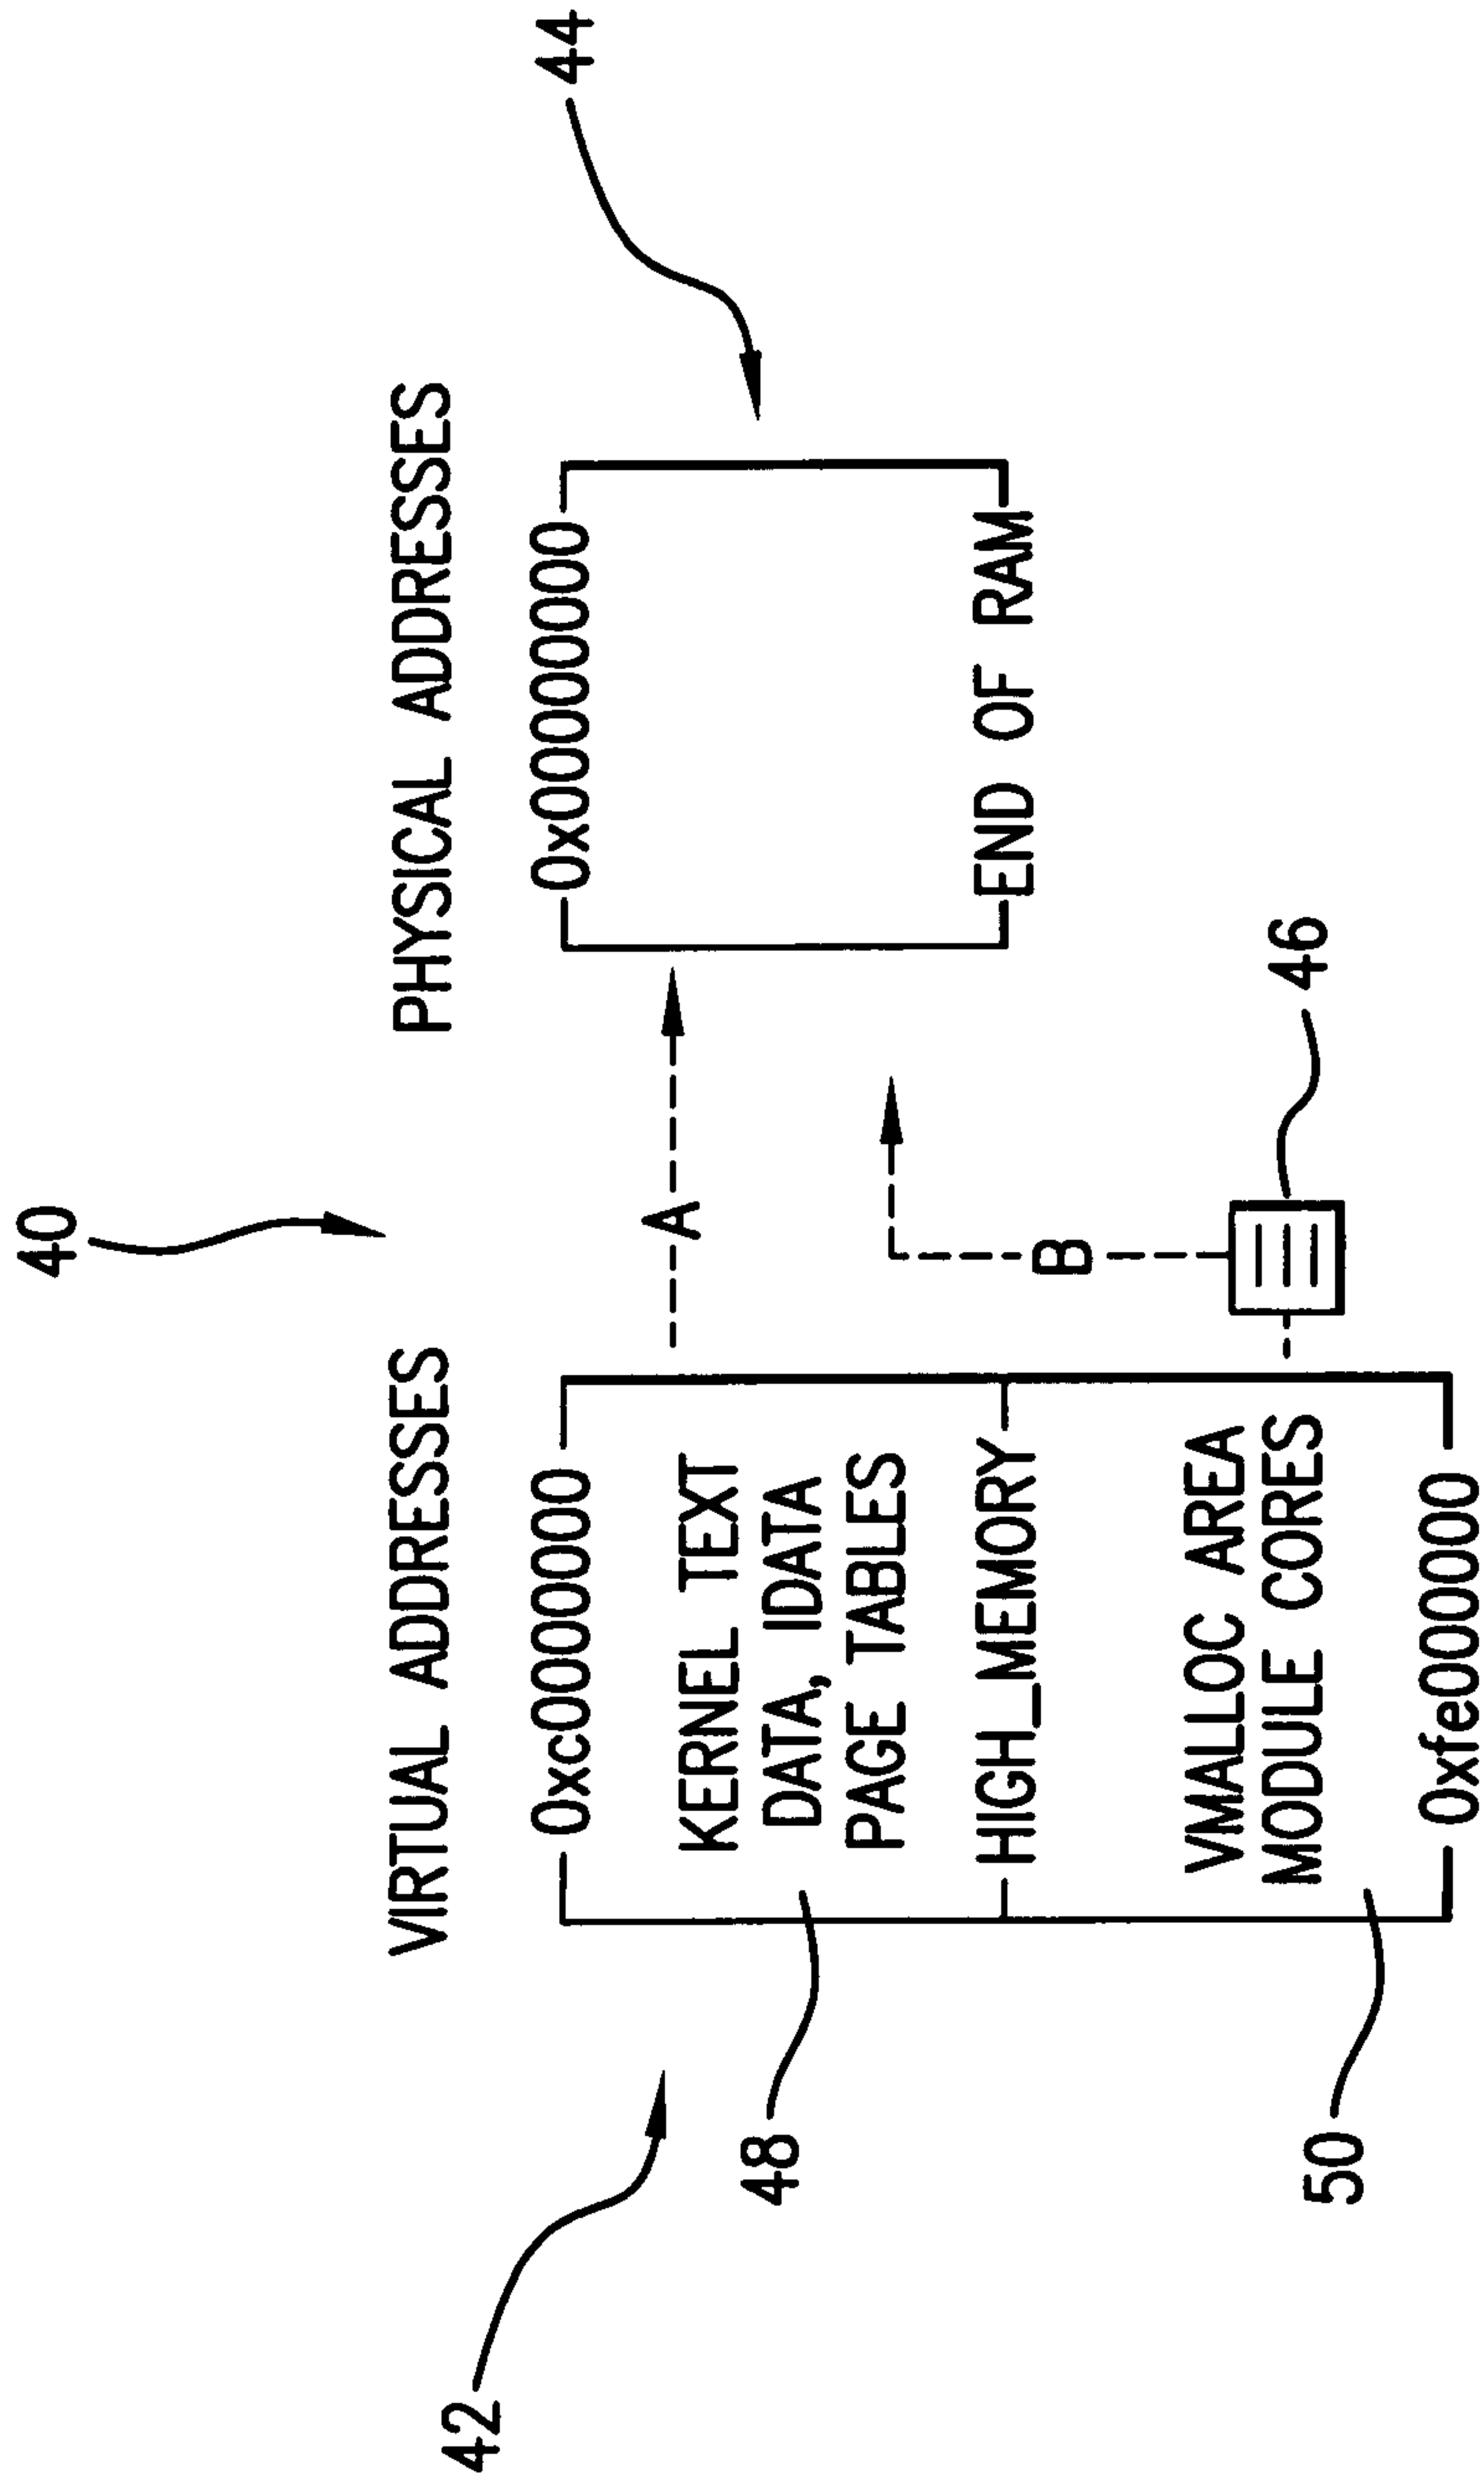 40
VIRTUAL ADDRESSES
PHYSICAL ADDRESSES
42
44
0xc0000000
0x00000000
KERNEL TEXT
DATA, IDATA
PAGE TABLES
A
48
HIGH_MEMORY
END OF RAM
B
VMALLOC AREA
MODULE CORES
46
50
0xfe000000